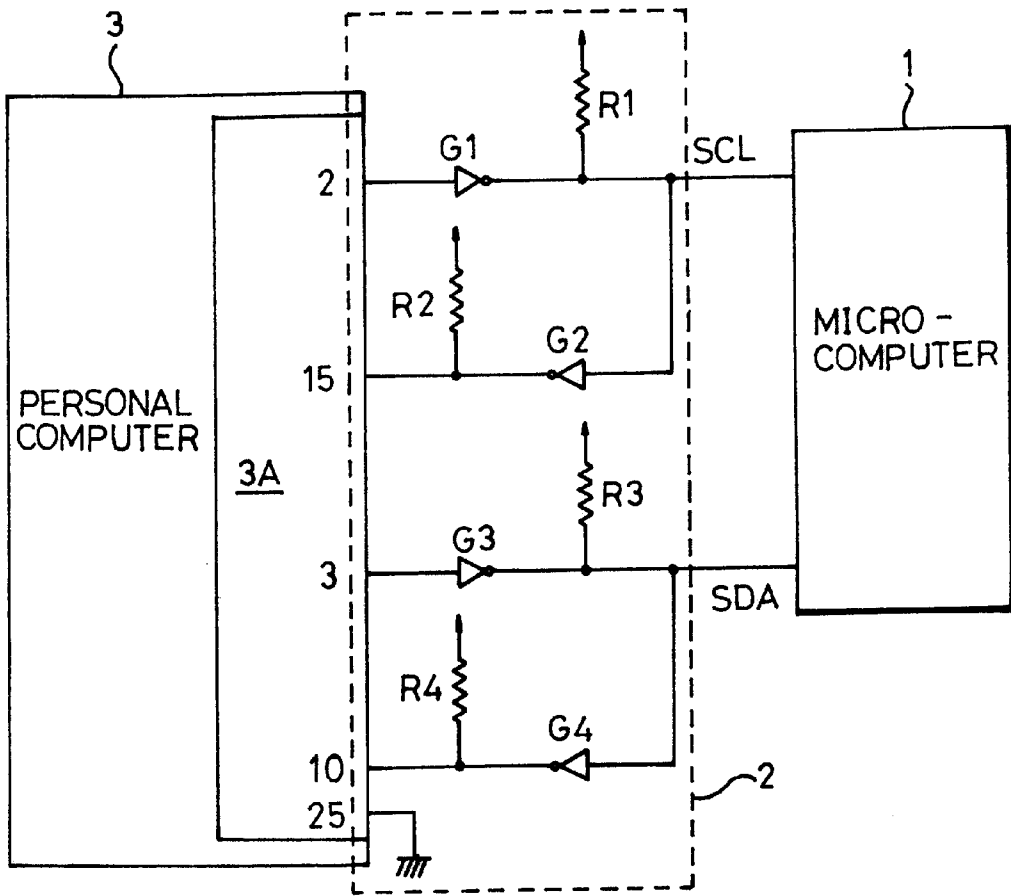 3
1
R1
G1
SCL
2
R2
G2
15
MICRO-
COMPUTER
PERSONAL
COMPUTER
3A
R3
G3
3
SDA
R4
G4
10
2
25